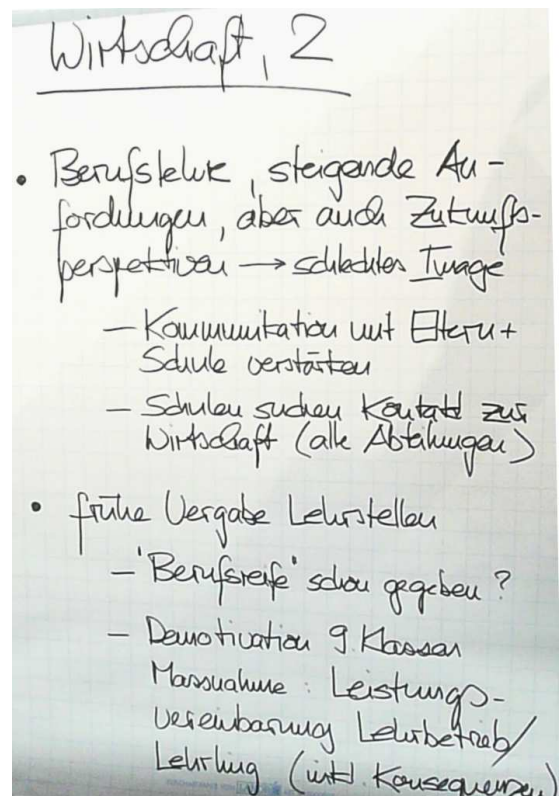 Wirtschaft, 2
• Berufslehre, steigende An-
forderungen, aber auch Zukunfts-
perspektiven → schlechtes Image
– Kommunikation mit Eltern +
Schule verstärken
– Schulen suchen Kontakt zur
Wirtschaft (alle Abteilungen)
• frühe Vergabe Lehrstellen
– 'Berufsreife' schon gegeben?
– Demotivation 9. Klassen
Massnahme: Leistungs-
vereinbarung Lehrbetrieb/
Lehrling (inkl. Konsequenzen)